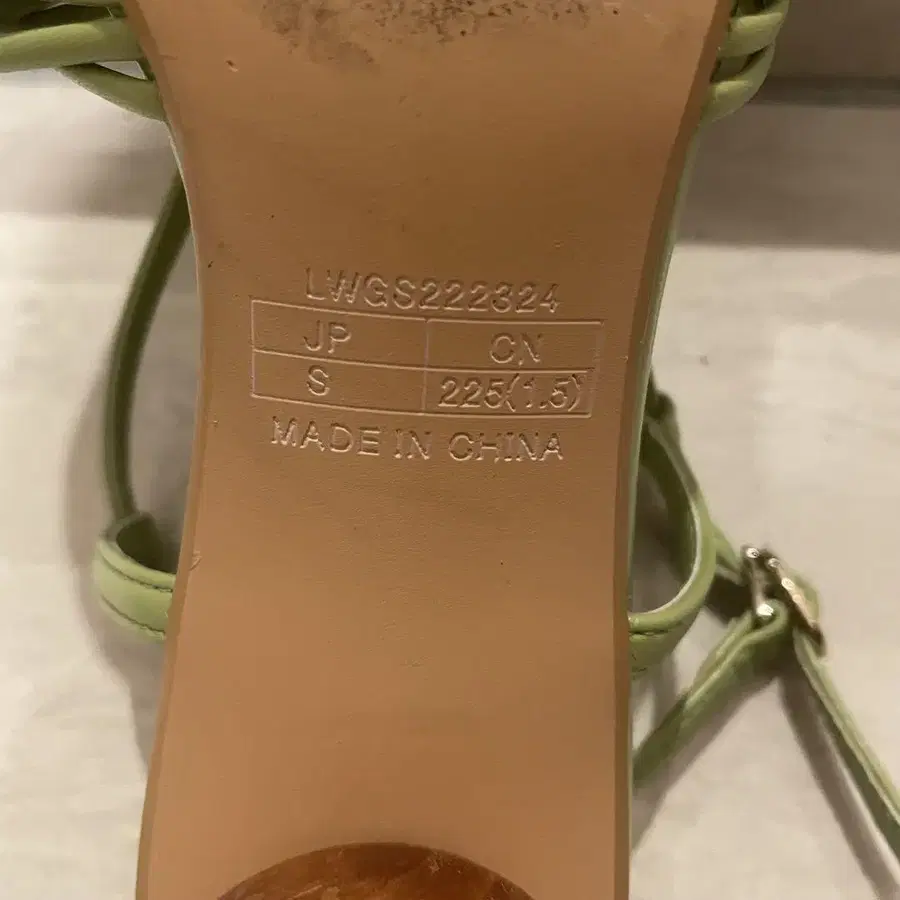 LWGS222324
JP CN
S 225(1.5)
MADE IN CHINA